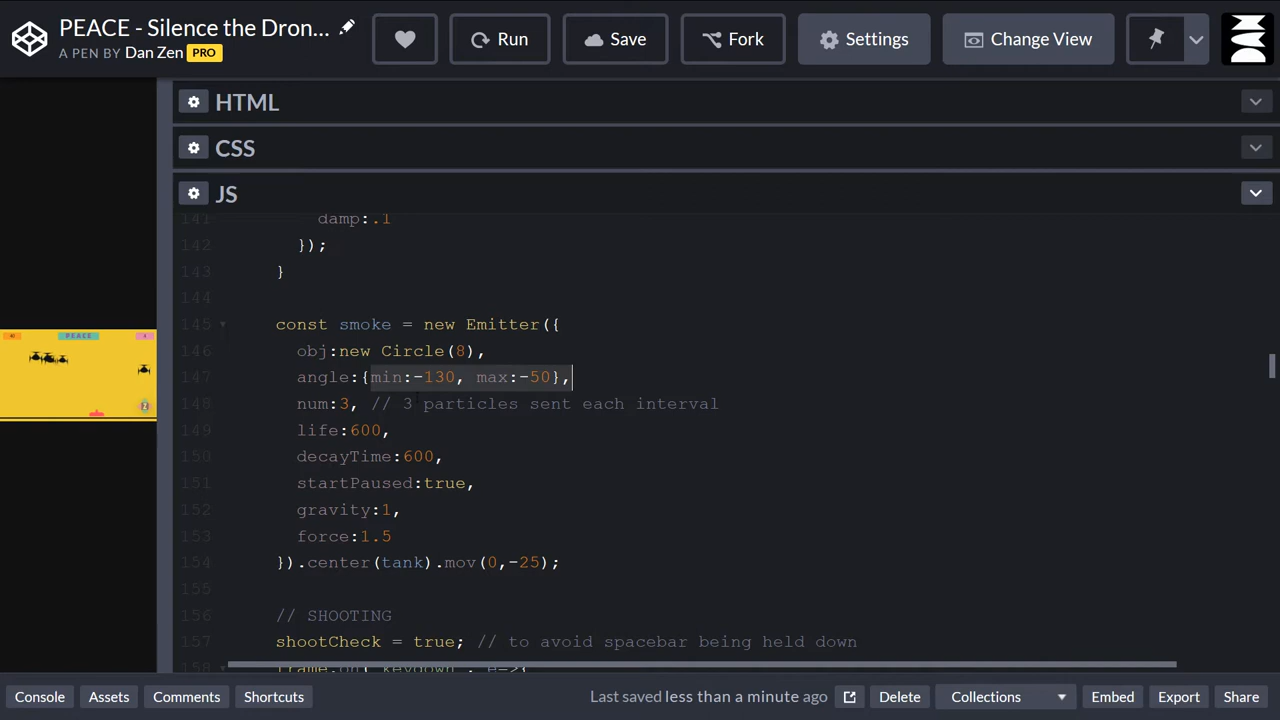 PEACE - Silence the Dron...
A PEN BY Dan Zen PRO
Run
Save
Fork
Settings
Change View
HTML
CSS
JS
PEACE
141 damp:.1
142 });
143 }
144
145 const smoke = new Emitter({
146 obj:new Circle(8),
147 angle:{min:-130, max:-50},
148 num:3, // 3 particles sent each interval
149 life:600,
150 decayTime:600,
151 startPaused:true,
152 gravity:1,
153 force:1.5
154 }).center(tank).mov(0,-25);
155
156 // SHOOTING
157 shootCheck = true; // to avoid spacebar being held down
158 frame.on("keydown", e=>{
Console
Assets
Comments
Shortcuts
Last saved less than a minute ago
Delete
Collections
Embed
Export
Share